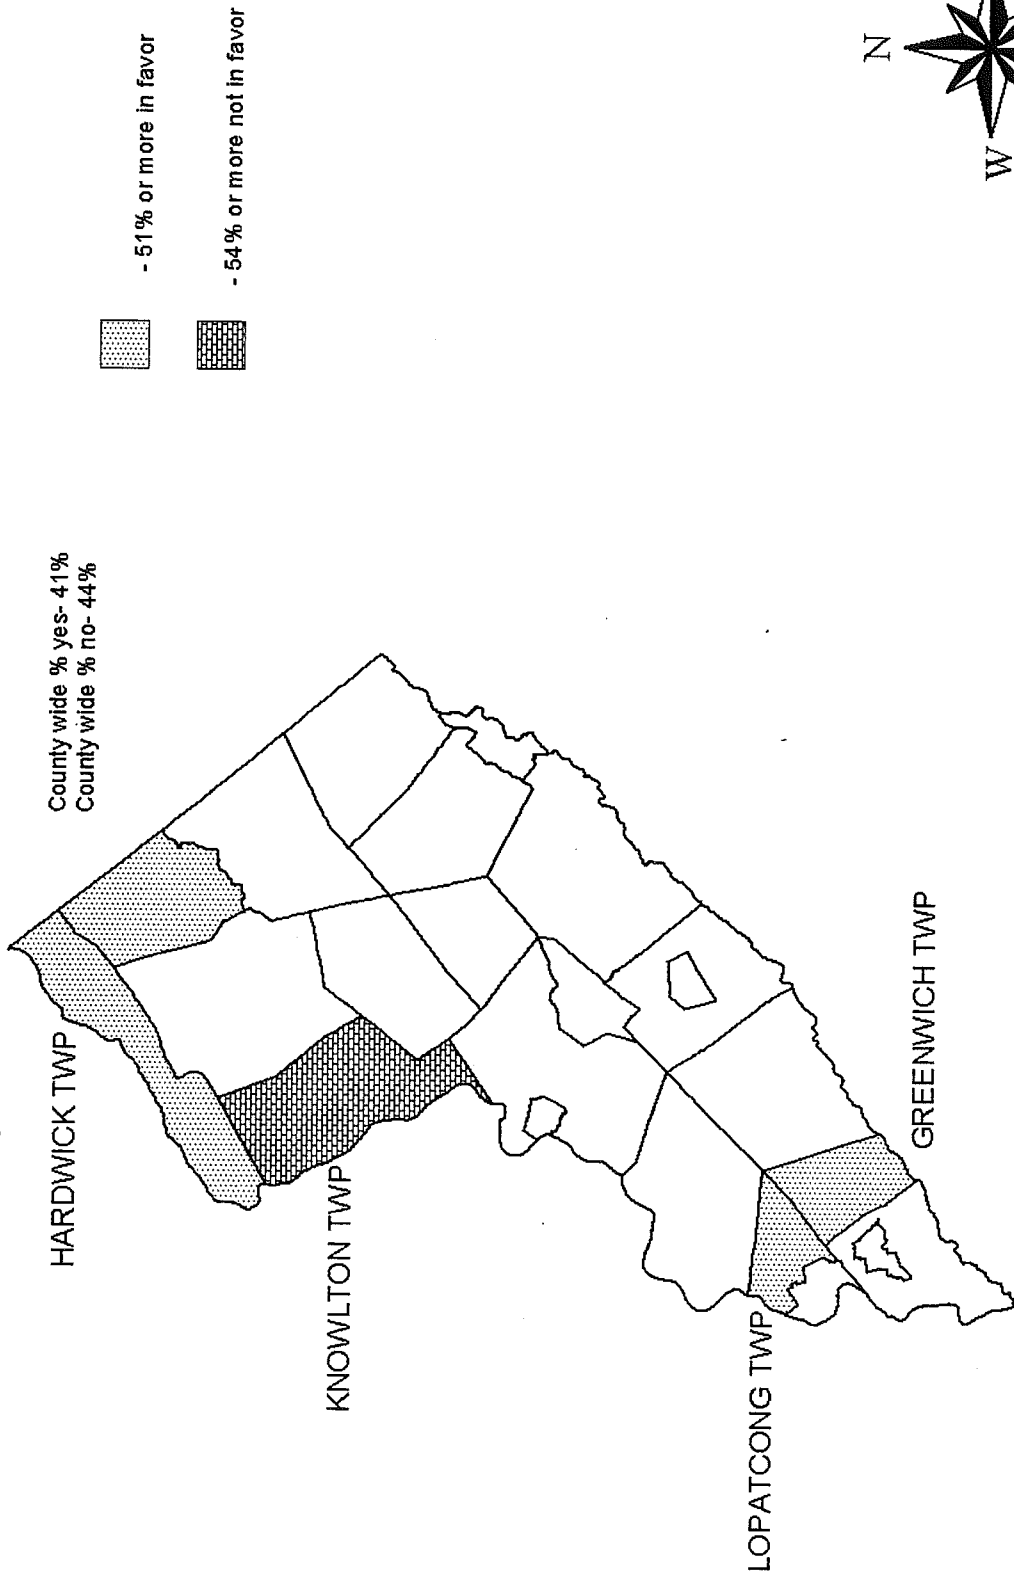 County wide % yes- 41%
County wide % no- 44%
- 51% or more in favor
- 54% or more not in favor
HARDWICK TWP
KNOWLTON TWP
LOPATCONG TWP
GREENWICH TWP
N
W